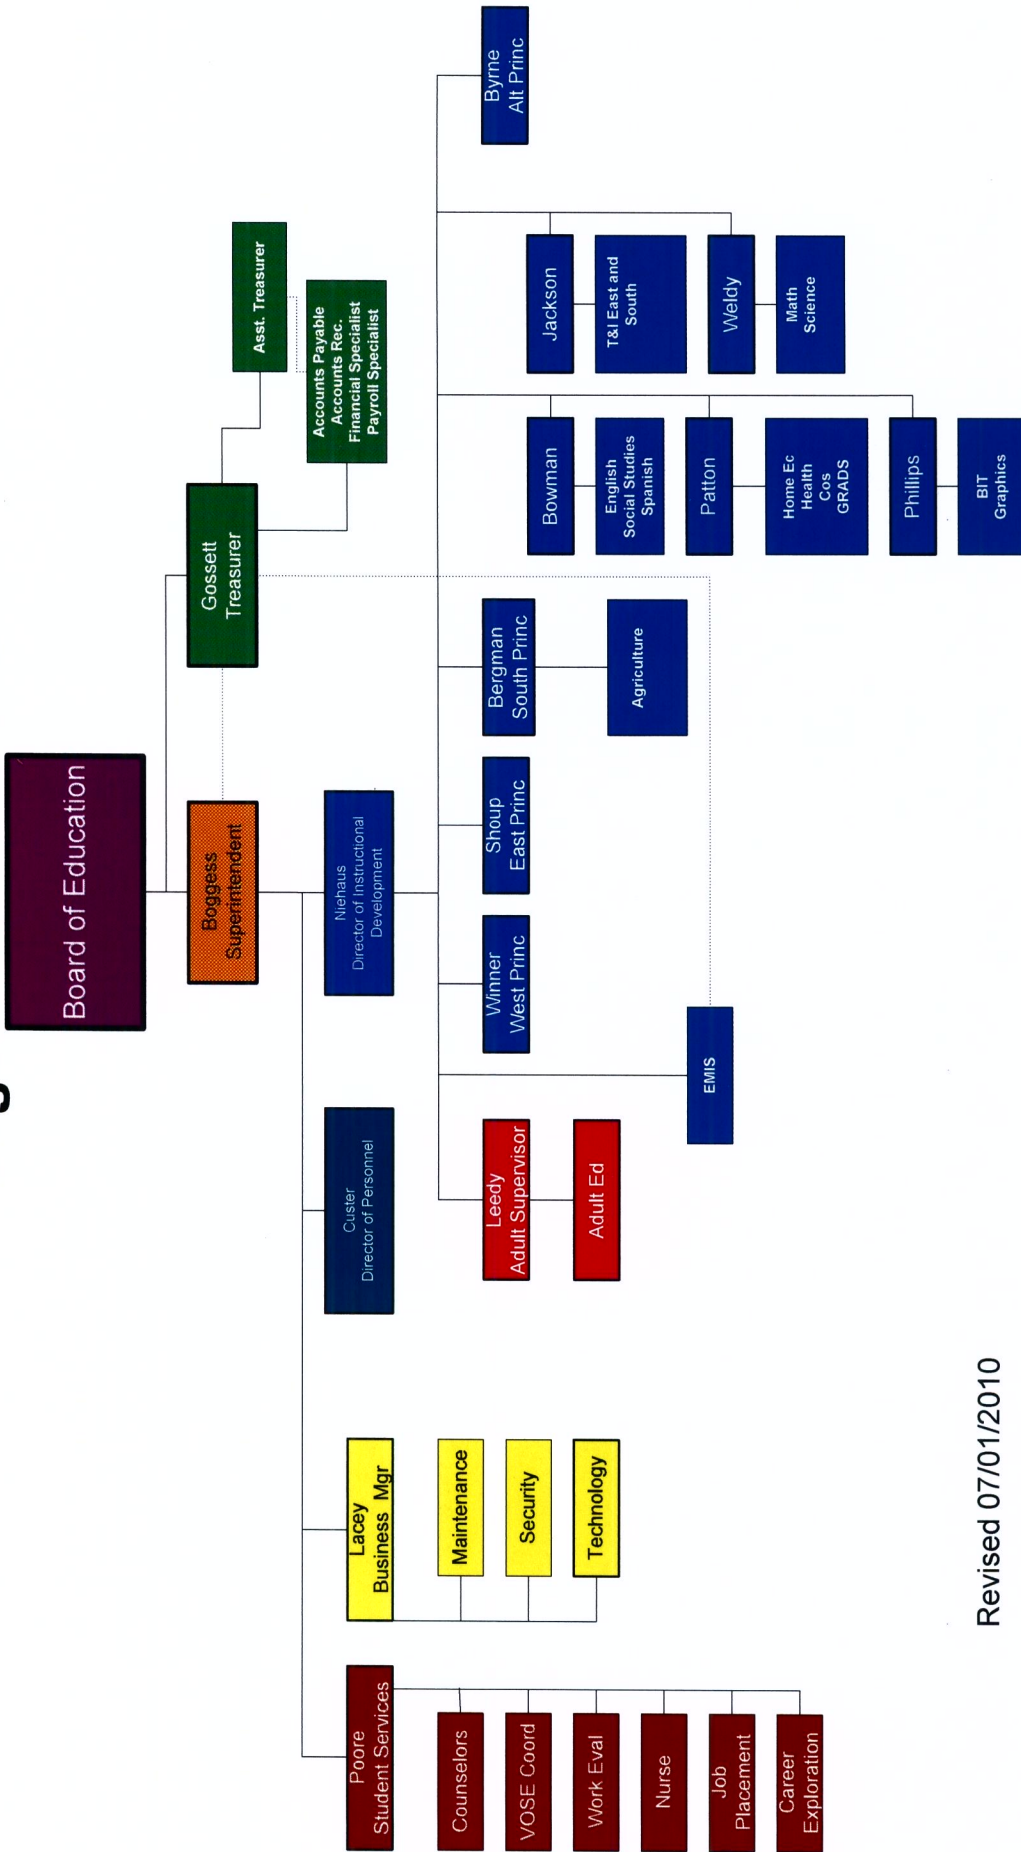 Board of Education
Boggess
Superintendent
Gossett
Treasurer
Asst. Treasurer
Accounts Payable
Accounts Rec.
Financial Specialist
Payroll Specialist
Poore
Student Services
Counselors
VOSE Coord
Work Eval
Nurse
Job
Placement
Career
Exploration
Lacey
Business Mgr
Maintenance
Security
Technology
Custer
Director of Personnel
Niehaus
Director of Instructional
Development
Leedy
Adult Supervisor
Adult Ed
EMIS
Winner
West Princ
Shoup
East Princ
Bergman
South Princ
Agriculture
Bowman
English
Social Studies
Spanish
Patton
Home Ec
Health
Cos
GRADS
Phillips
BIT
Graphics
Jackson
T&I East and
South
Weldy
Math
Science
Byrne
Alt Princ
Revised 07/01/2010